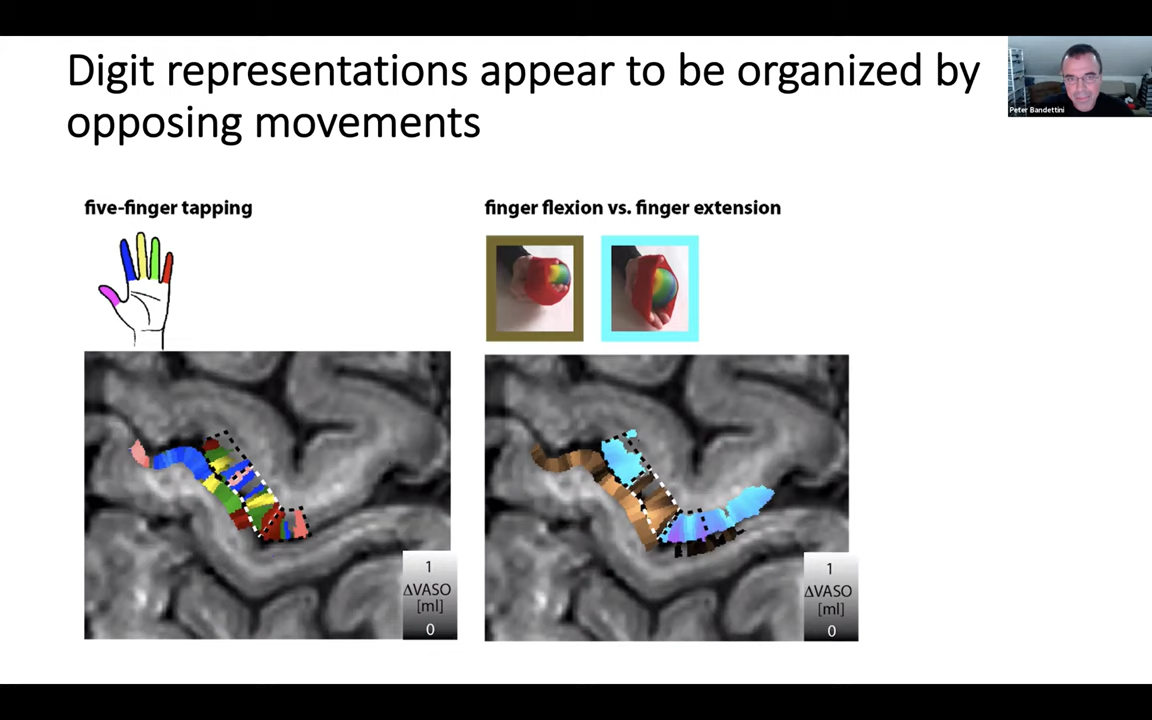 Digit representations appear to be organized by
opposing movements
Peter Bandettini
five-finger tapping
finger flexion vs. finger extension
1
ΔVASO
[ml]
0
1
ΔVASO
[ml]
0